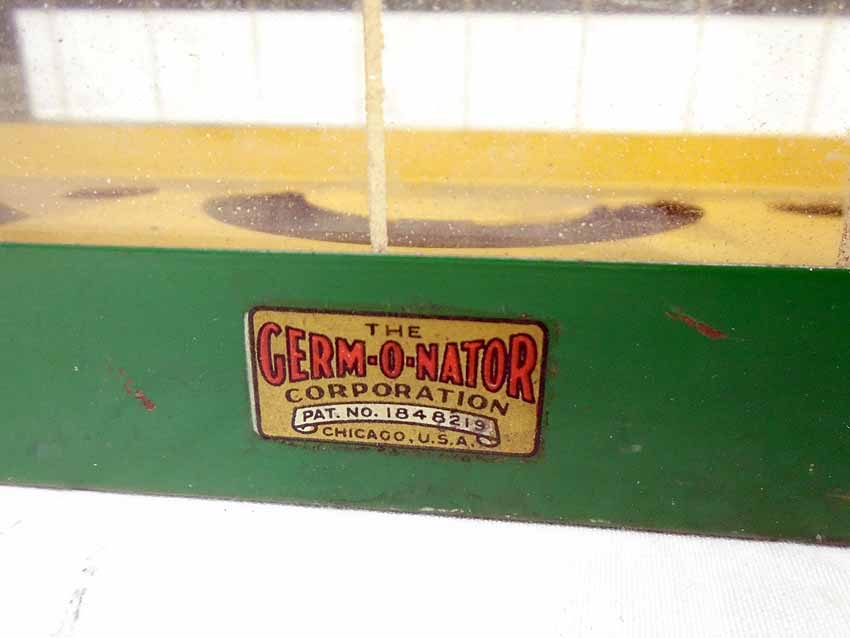 THE
GERM-O-NATOR
CORPORATION
PAT. NO. 1848219
CHICAGO, U.S.A.